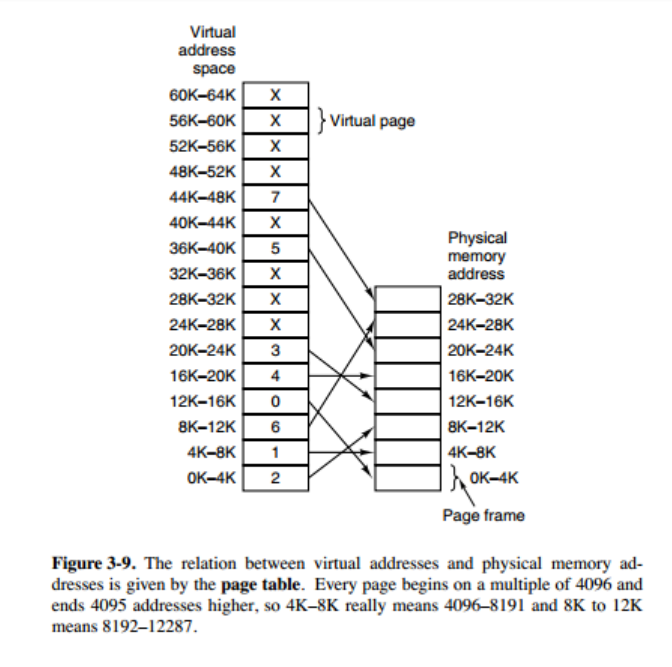 Virtual
address
space
60K–64K X
56K–60K X } Virtual page
52K–56K X
48K–52K X
44K–48K 7
40K–44K X
36K–40K 5
32K–36K X
28K–32K X
24K–28K X
20K–24K 3
16K–20K 4
12K–16K 0
8K–12K 6
4K–8K 1
0K–4K 2
Physical
memory
address
28K–32K
24K–28K
20K–24K
16K–20K
12K–16K
8K–12K
4K–8K
} 0K–4K
Page frame
Figure 3-9. The relation between virtual addresses and physical memory ad-
dresses is given by the page table. Every page begins on a multiple of 4096 and
ends 4095 addresses higher, so 4K–8K really means 4096–8191 and 8K to 12K
means 8192–12287.